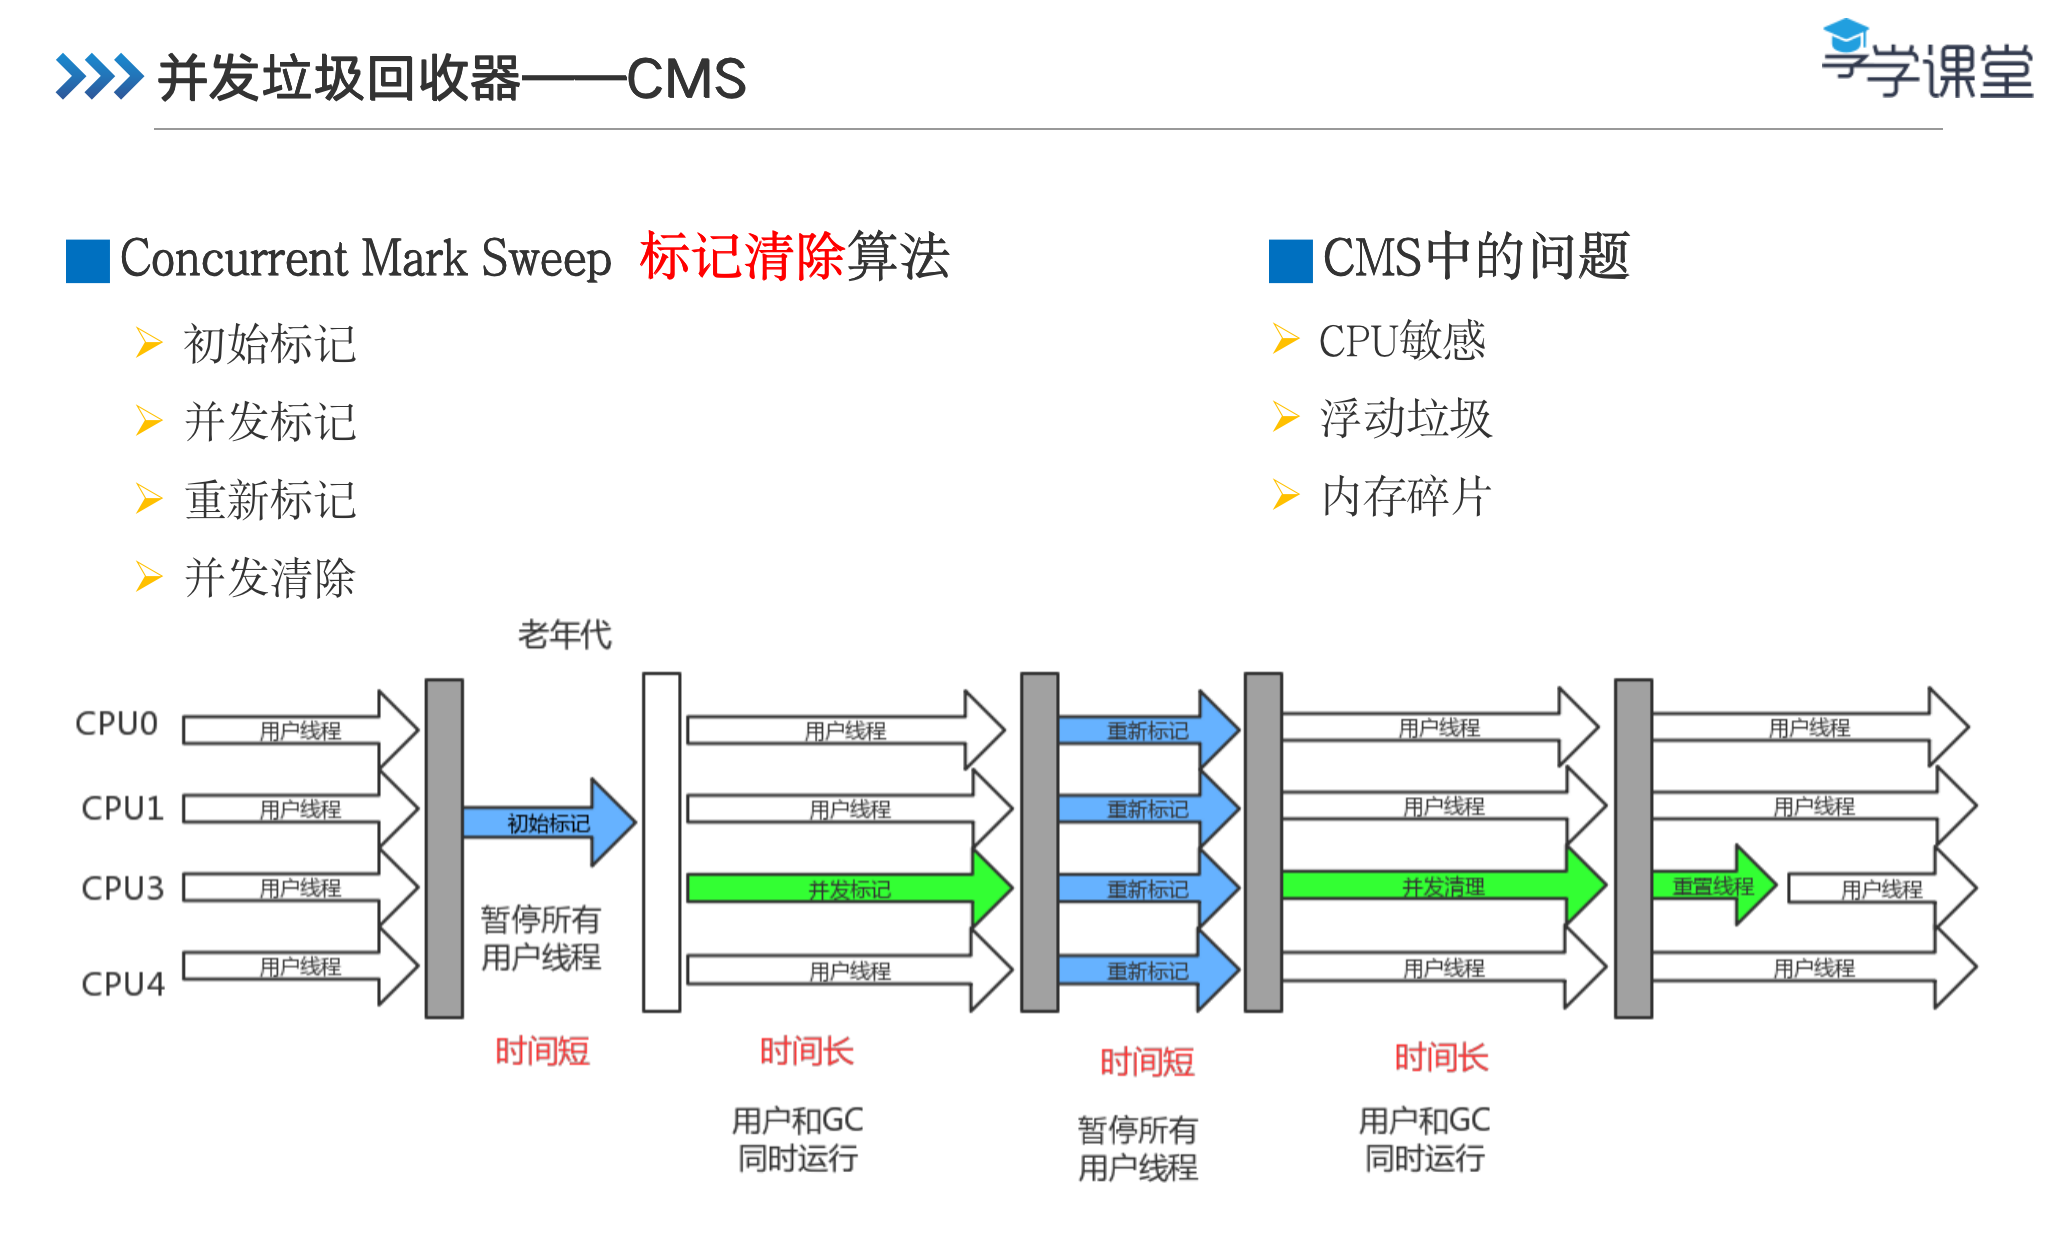 并发垃圾回收器——CMS
享学课堂
Concurrent Mark Sweep 标记清除算法
初始标记
并发标记
重新标记
并发清除
CMS中的问题
CPU敏感
浮动垃圾
内存碎片
老年代
CPU0 用户线程 用户线程 重新标记 用户线程 用户线程
CPU1 用户线程 初始标记 用户线程 重新标记 用户线程 用户线程
CPU3 用户线程 并发标记 重新标记 并发清理 重置线程 用户线程
CPU4 用户线程 用户线程 重新标记 用户线程 用户线程
暂停所有
用户线程
时间短 时间长 时间短 时间长
用户和GC
同时运行
暂停所有
用户线程
用户和GC
同时运行